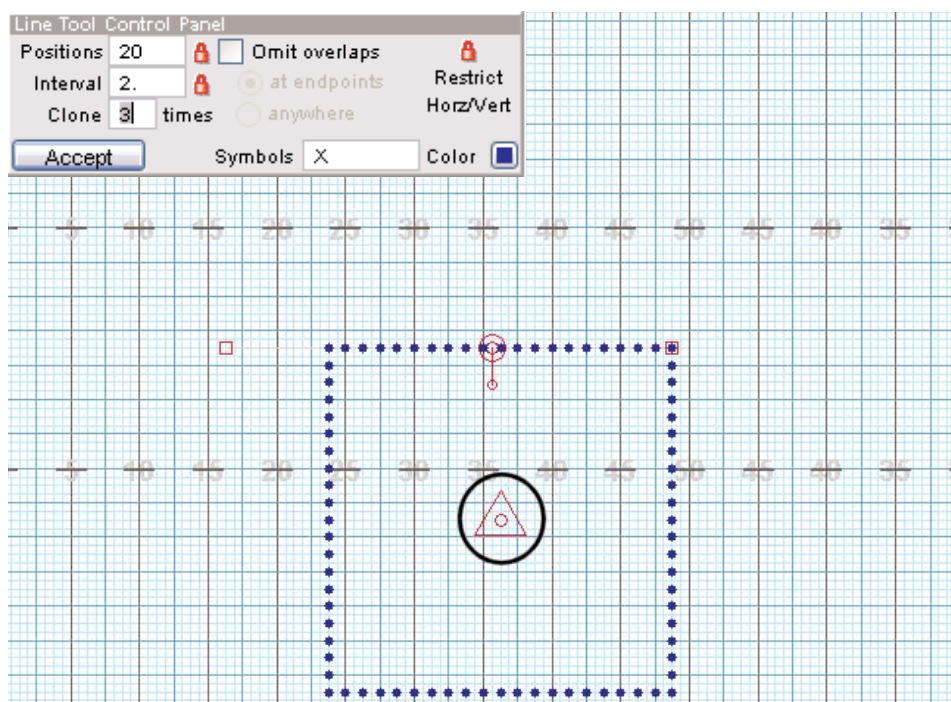 Line Tool Control Panel
Positions 20 Omit overlaps
Interval 2. at endpoints Restrict
Clone 3 times anywhere Horz/Vert
Accept Symbols X Color
5 10 15 20 25 30 35 40 45 50 45 40 35
5 10 15 20 25 30 35 40 45 50 45 40 35